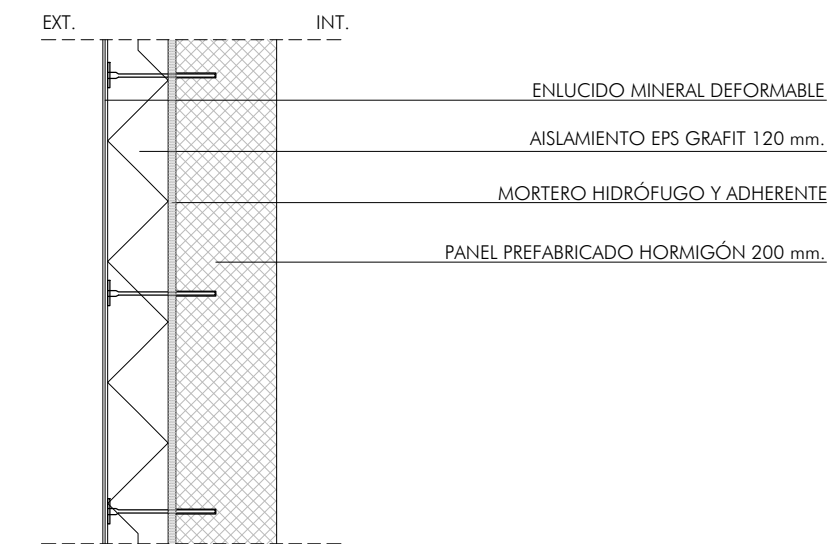 EXT.
INT.
ENLUCIDO MINERAL DEFORMABLE
AISLAMIENTO EPS GRAFIT 120 mm.
MORTERO HIDRÓFUGO Y ADHERENTE
PANEL PREFABRICADO HORMIGÓN 200 mm.